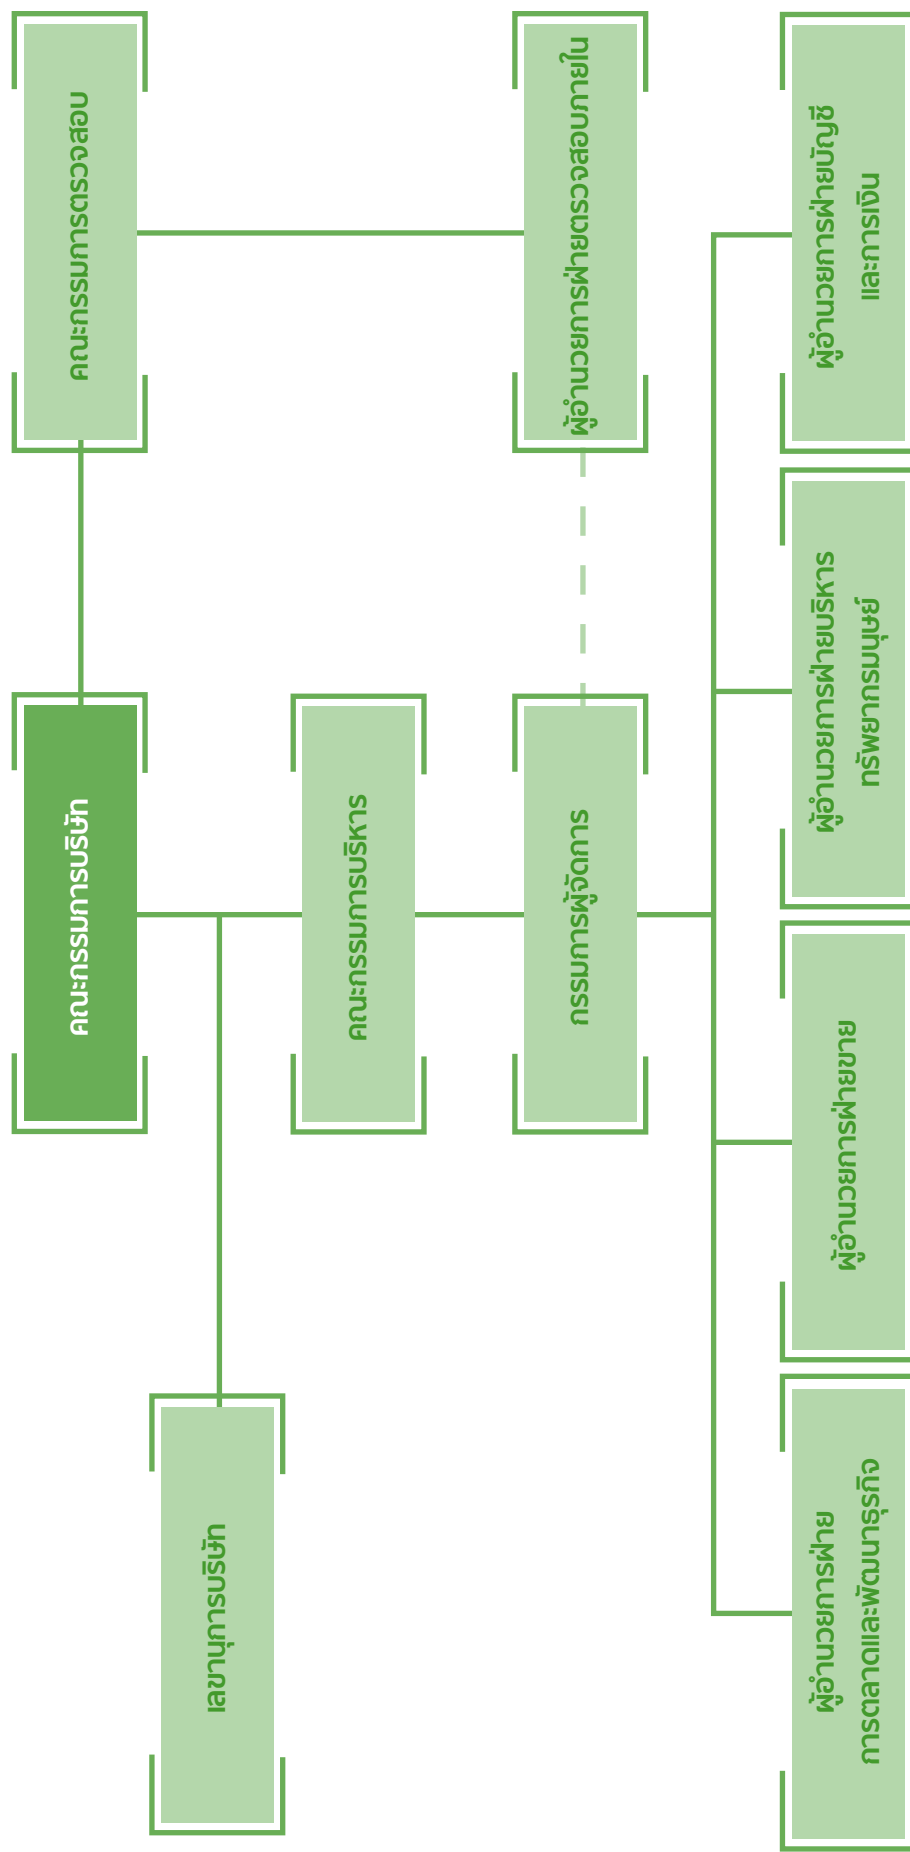 คณะกรรมการบริษัท
คณะกรรมการตรวจสอบ
เลขานุการบริษัท
คณะกรรมการบริหาร
กรรมการผู้จัดการ
ผู้อำนวยการฝ่ายตรวจสอบภายใน
ผู้อำนวยการฝ่าย
การตลาดและพัฒนาธุรกิจ
ผู้อำนวยการฝ่ายขาย
ผู้อำนวยการฝ่ายบริหาร
ทรัพยากรมนุษย์
ผู้อำนวยการฝ่ายบัญชี
และการเงิน